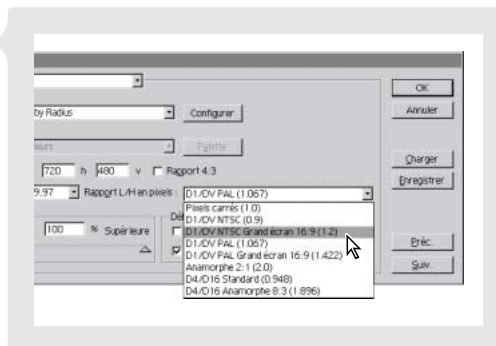 OK
by Radius
Configurer
Annuler
Palette
720 h 480 v Rapport 4:3
Charger
9.97 Rapport L/H en pixels : D1/DV PAL (1.067)
Enregistrer
Pixels carrés (1.0)
D1/DV NTSC (0.9)
100 % Supérieure
D1/DV NTSC Grand écran 16:9 (1.2)
D1/DV PAL (1.067)
D1/DV PAL Grand écran 16:9 (1.422)
Préc.
Anamorphe 2:1 (2.0)
D4/D16 Standard (0.948)
Suiv.
D4/D16 Anamorphe 8:3 (1.896)